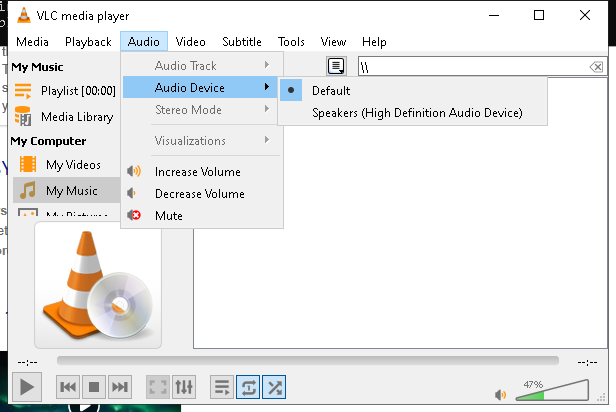 VLC media player
Media Playback Audio Video Subtitle Tools View Help
My Music
Playlist [00:00]
Media Library
My Computer
My Videos
My Music
My Pictures
Audio Track
Audio Device
Stereo Mode
Visualizations
Increase Volume
Decrease Volume
Mute
Default
Speakers (High Definition Audio Device)
\\
--:--
--:--
47%